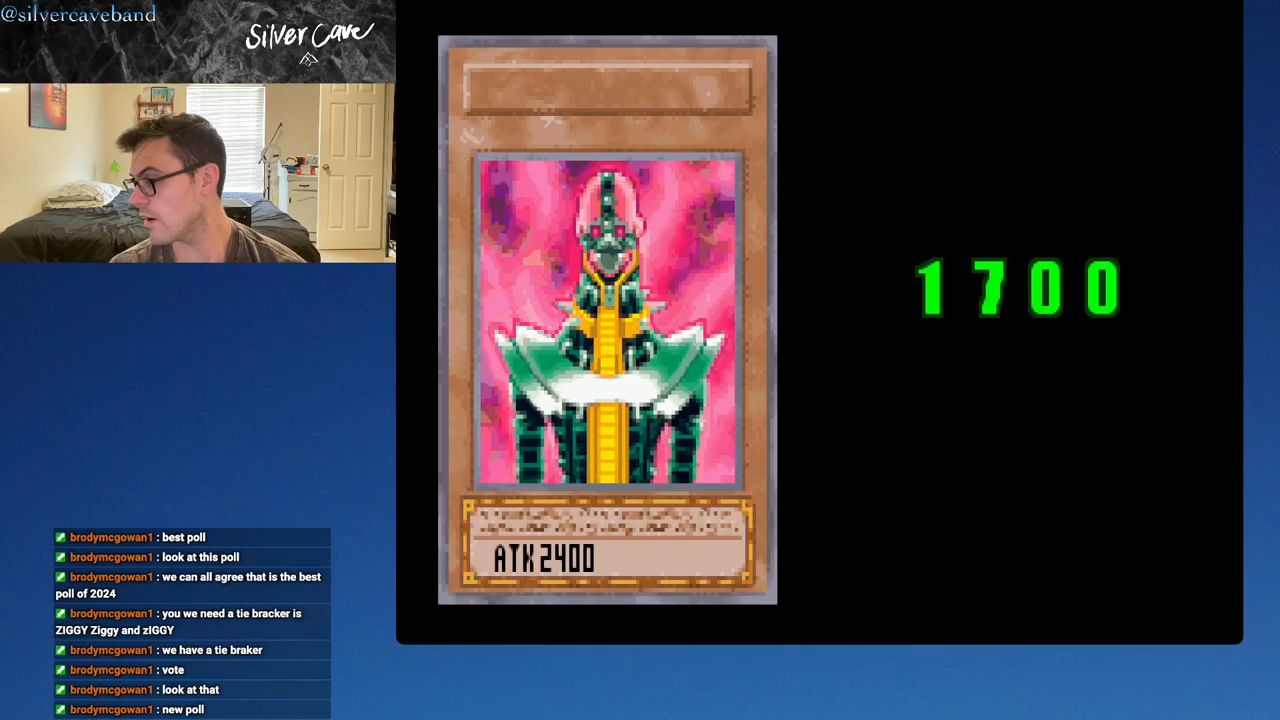 @silvercaveband
Silver Cave
1700
ATK 2400
brodymcgowan1 : best poll
brodymcgowan1 : look at this poll
brodymcgowan1 : we can all agree that is the best
poll of 2024
brodymcgowan1 : you we need a tie bracker is
ZIGGY Ziggy and zIGGY
brodymcgowan1 : we have a tie braker
brodymcgowan1 : vote
brodymcgowan1 : look at that
brodymcgowan1 : new poll